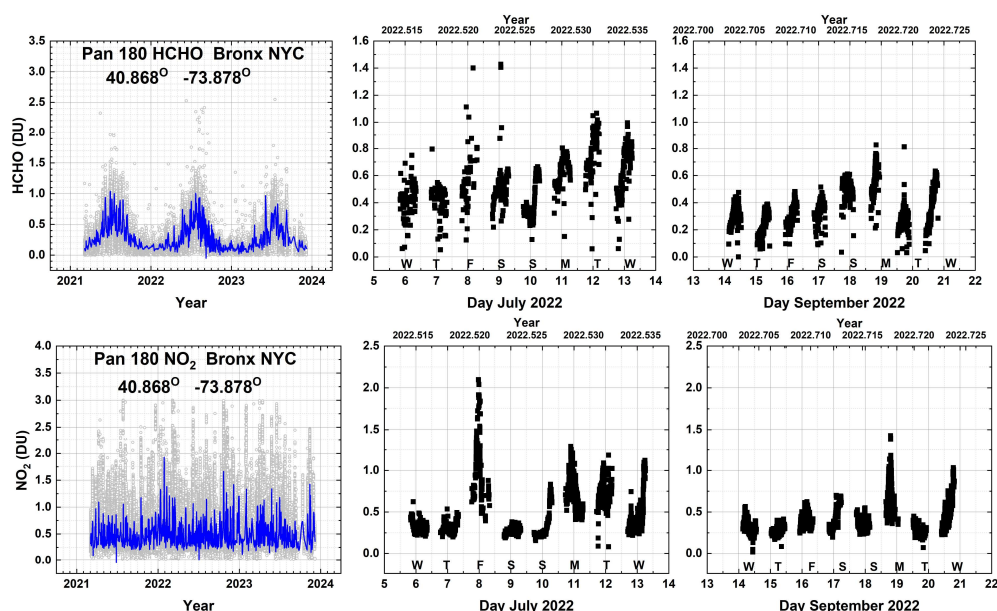 Pan 180 HCHO Bronx NYC
40.868O -73.878O
HCHO (DU)
3.5
3.0
2.5
2.0
1.5
1.0
0.5
0.0
2021 2022 2023 2024
Year
Year
2022.515 2022.520 2022.525 2022.530 2022.535
1.6
1.4
1.2
1.0
0.8
0.6
0.4
0.2
0.0
W T F S S M T W
5 6 7 8 9 10 11 12 13 14
Day July 2022
Year
2022.700 2022.705 2022.710 2022.715 2022.720 2022.725
1.6
1.4
1.2
1.0
0.8
0.6
0.4
0.2
0.0
W T F S S M T W
13 14 15 16 17 18 19 20 21 22
Day September 2022
Pan 180 NO2 Bronx NYC
40.868O -73.878O
NO2 (DU)
4.0
3.5
3.0
2.5
2.0
1.5
1.0
0.5
0.0
2021 2022 2023 2024
Year
Year
2022.515 2022.520 2022.525 2022.530 2022.535
2.5
2.0
1.5
1.0
0.5
0.0
W T F S S M T W
5 6 7 8 9 10 11 12 13 14
Day July 2022
Year
2022.700 2022.705 2022.710 2022.715 2022.720 2022.725
2.5
2.0
1.5
1.0
0.5
0.0
W T F S S M T W
13 14 15 16 17 18 19 20 21 22
Day September 2022